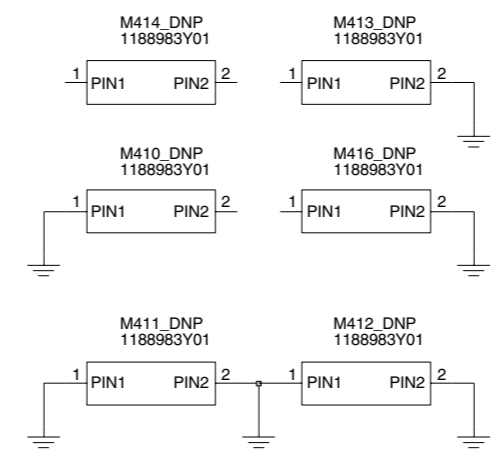 M414_DNP
1188983Y01
1 PIN1 PIN2 2
M413_DNP
1188983Y01
1 PIN1 PIN2 2
M410_DNP
1188983Y01
1 PIN1 PIN2 2
M416_DNP
1188983Y01
1 PIN1 PIN2 2
M411_DNP
1188983Y01
1 PIN1 PIN2 2
M412_DNP
1188983Y01
1 PIN1 PIN2 2